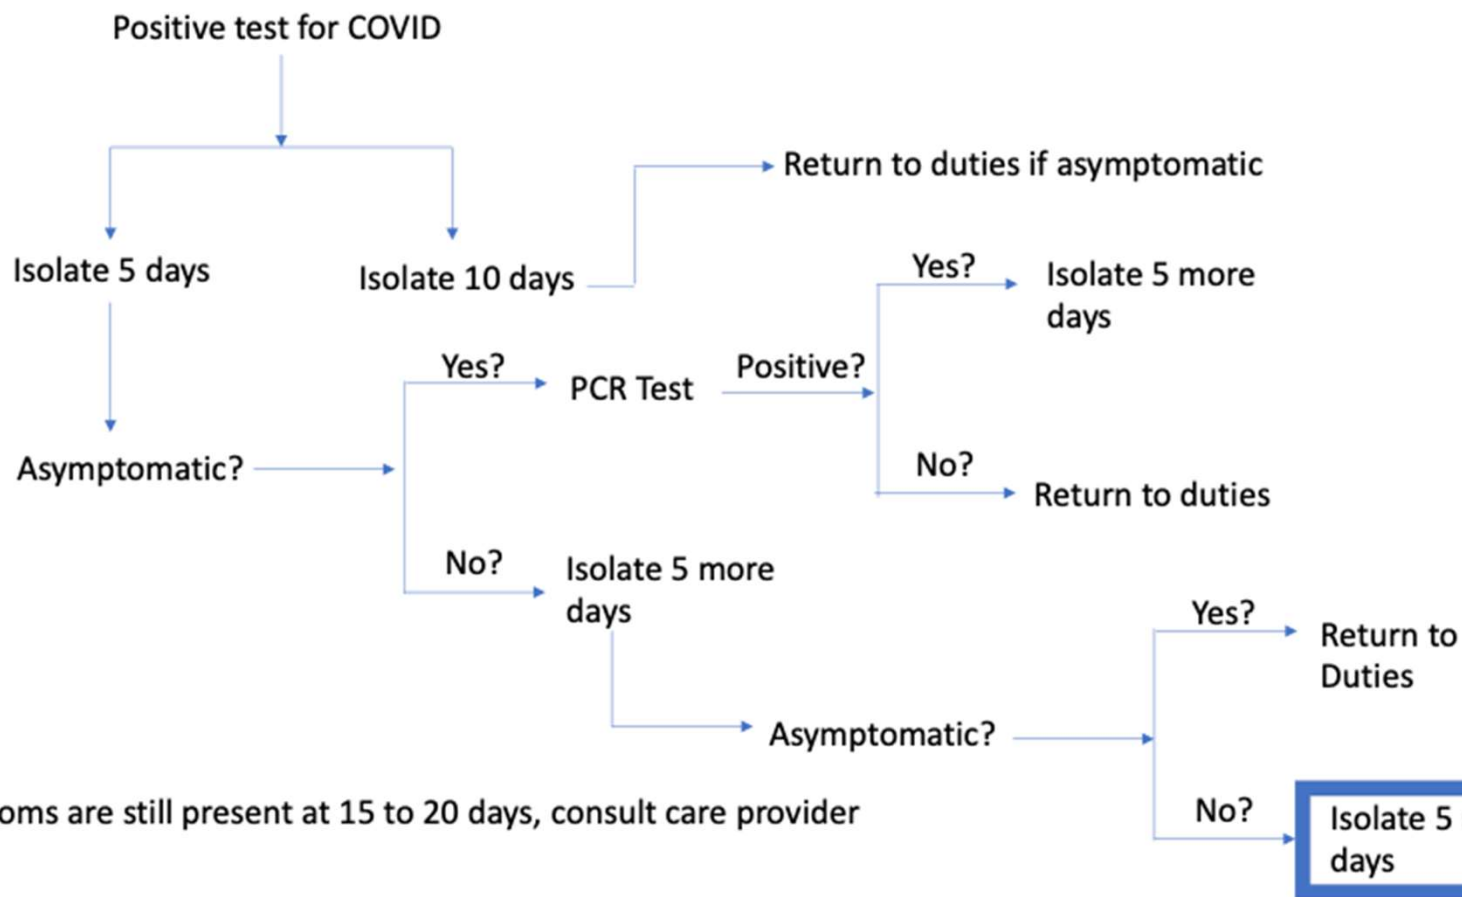 Positive test for COVID
Return to duties if asymptomatic
Isolate 5 days
Isolate 10 days
Yes?
Isolate 5 more
days
Yes?
PCR Test
Positive?
Asymptomatic?
No?
Return to duties
No?
Isolate 5 more
days
Yes?
Return to
Duties
Asymptomatic?
oms are still present at 15 to 20 days, consult care provider
No?
Isolate 5
days